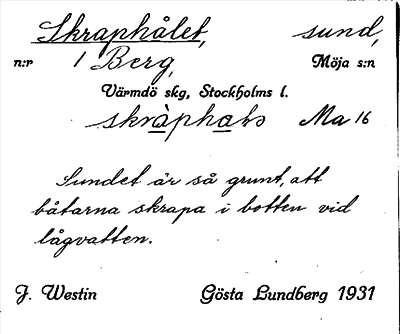 Skraphålet, sund,
n:r 1 Berg, Möja s:n
Värmdö skg, Stockholms l.
Ma 16
Sundet är så grunt, att
båtarna skrapa i botten vid
lågvatten.
J. Westin Gösta Lundberg 1931